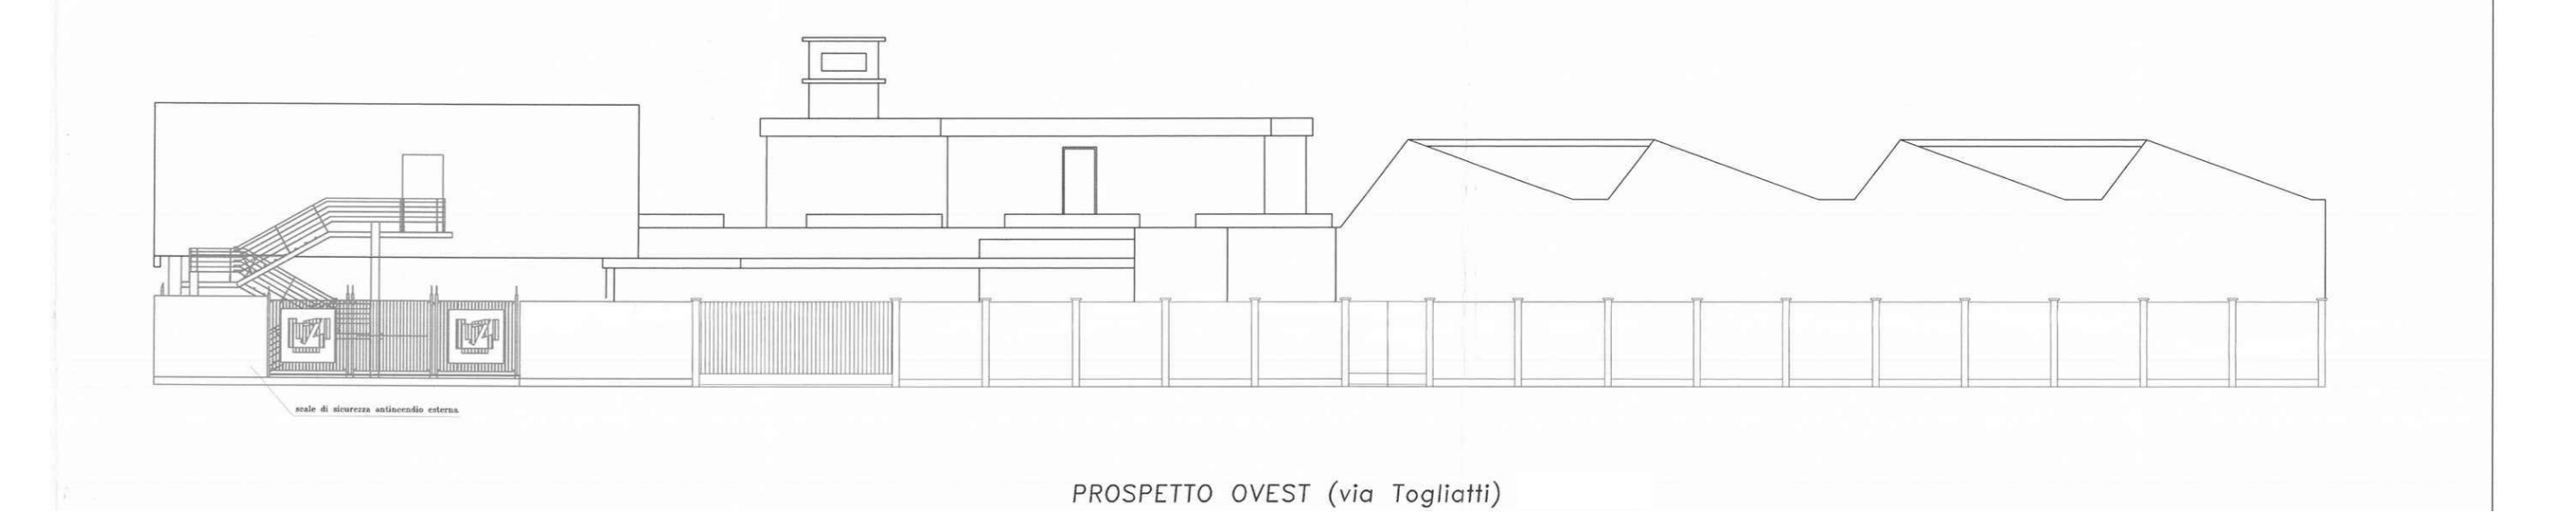 scale di sicurezza antincendio esterna
PROSPETTO OVEST (via Togliatti)